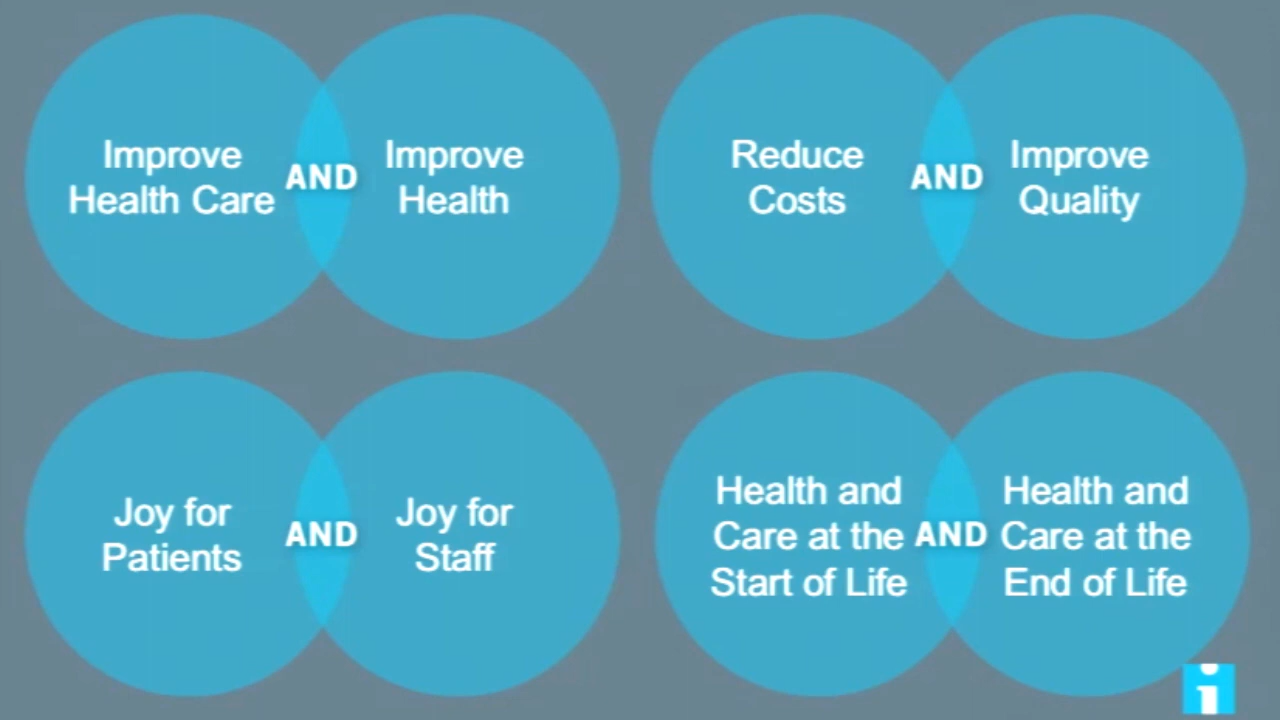 Improve
Health Care
AND
Improve
Health
Reduce
Costs
AND
Improve
Quality
Joy for
Patients
AND
Joy for
Staff
Health and
Care at the
Start of Life
AND
Health and
Care at the
End of Life